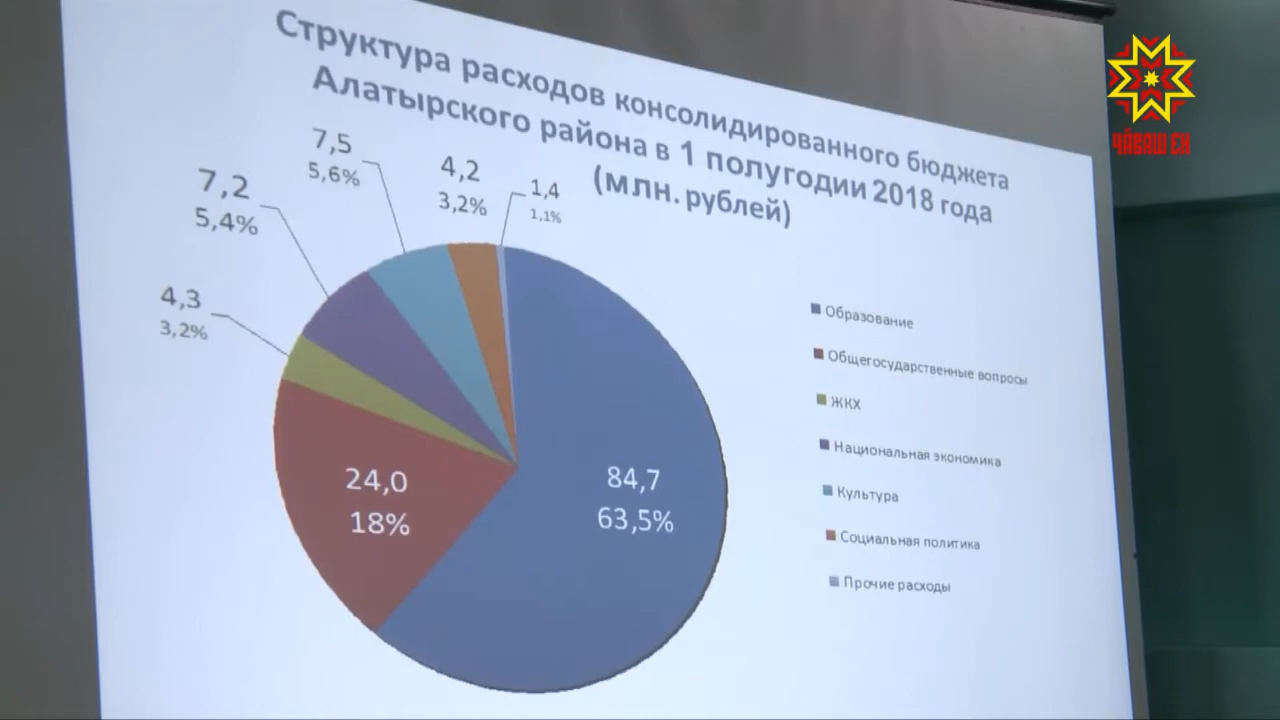 Структура расходов консолидированного бюджета
Алатырского района в 1 полугодии 2018 года
(млн. рублей)
7,5
5,6%
4,2
3,2%
1,4
1,1%
7,2
5,4%
4,3
3,2%
24,0
18%
84,7
63,5%
Образование
Общегосударственные вопросы
ЖКХ
Национальная экономика
Культура
Социальная политика
Прочие расходы
ЧӐВАШ ЕН